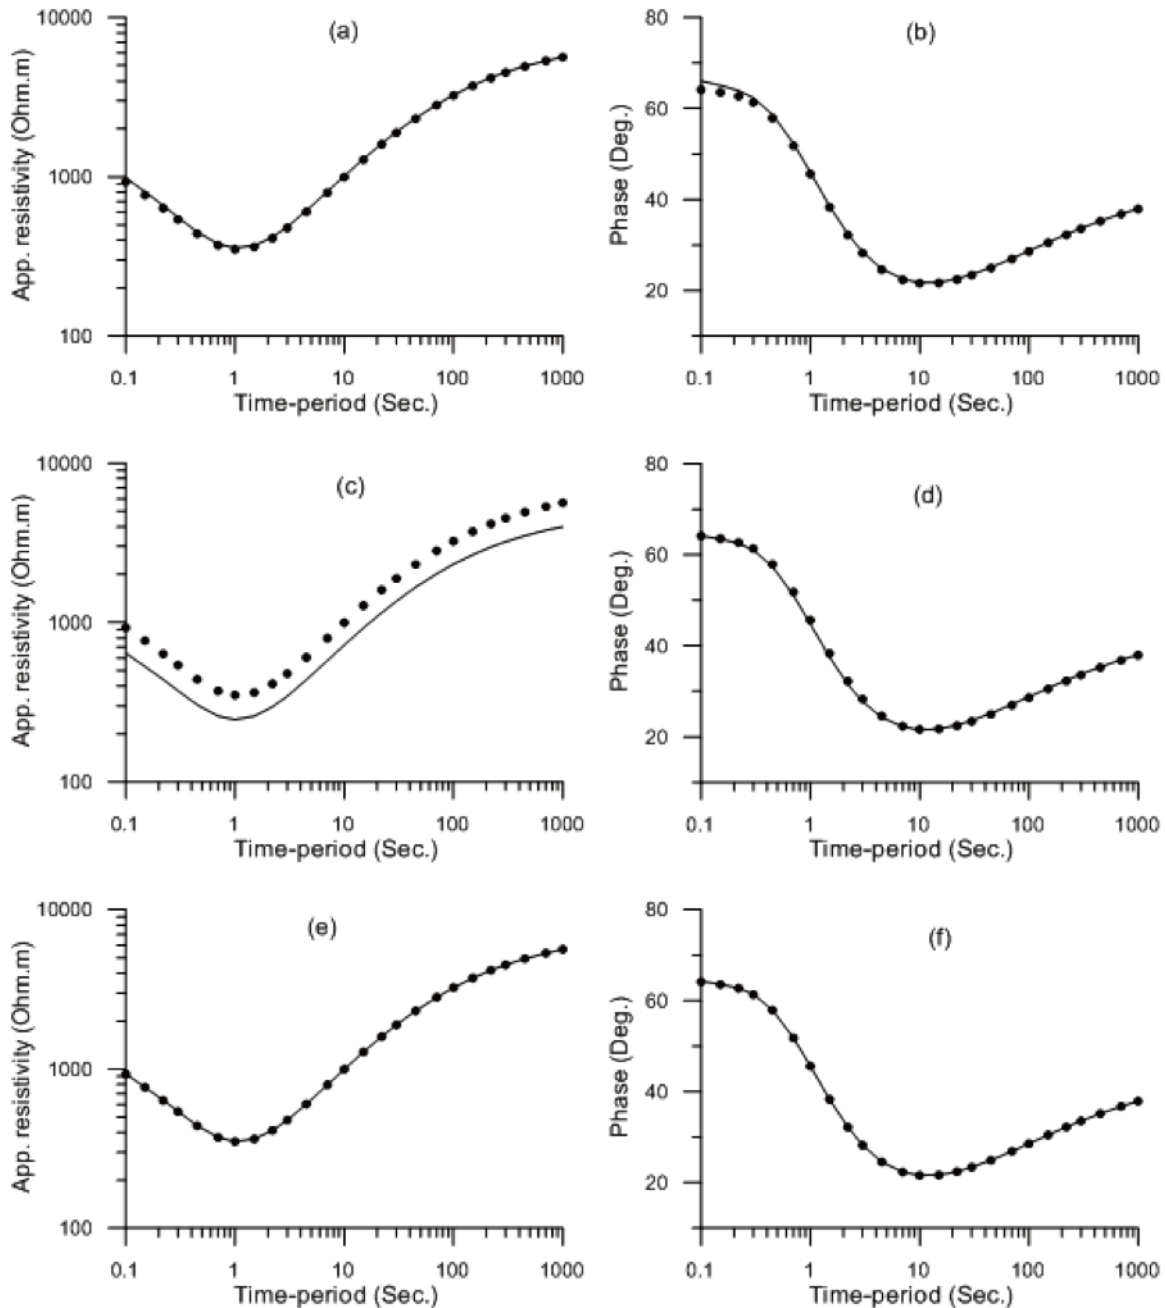 (a)
App. resistivity (Ohm.m)
10000
1000
100
0.1 1 10 100 1000
Time-period (Sec.)
(b)
Phase (Deg.)
80
60
40
20
0.1 1 10 100 1000
Time-period (Sec.)
(c)
App. resistivity (Ohm.m)
10000
1000
100
0.1 1 10 100 1000
Time-period (Sec.)
(d)
Phase (Deg.)
80
60
40
20
0.1 1 10 100 1000
Time-period (Sec.)
(e)
App. resistivity (Ohm.m)
10000
1000
100
0.1 1 10 100 1000
Time-period (Sec.)
(f)
Phase (Deg.)
80
60
40
20
0.1 1 10 100 1000
Time-period (Sec.)